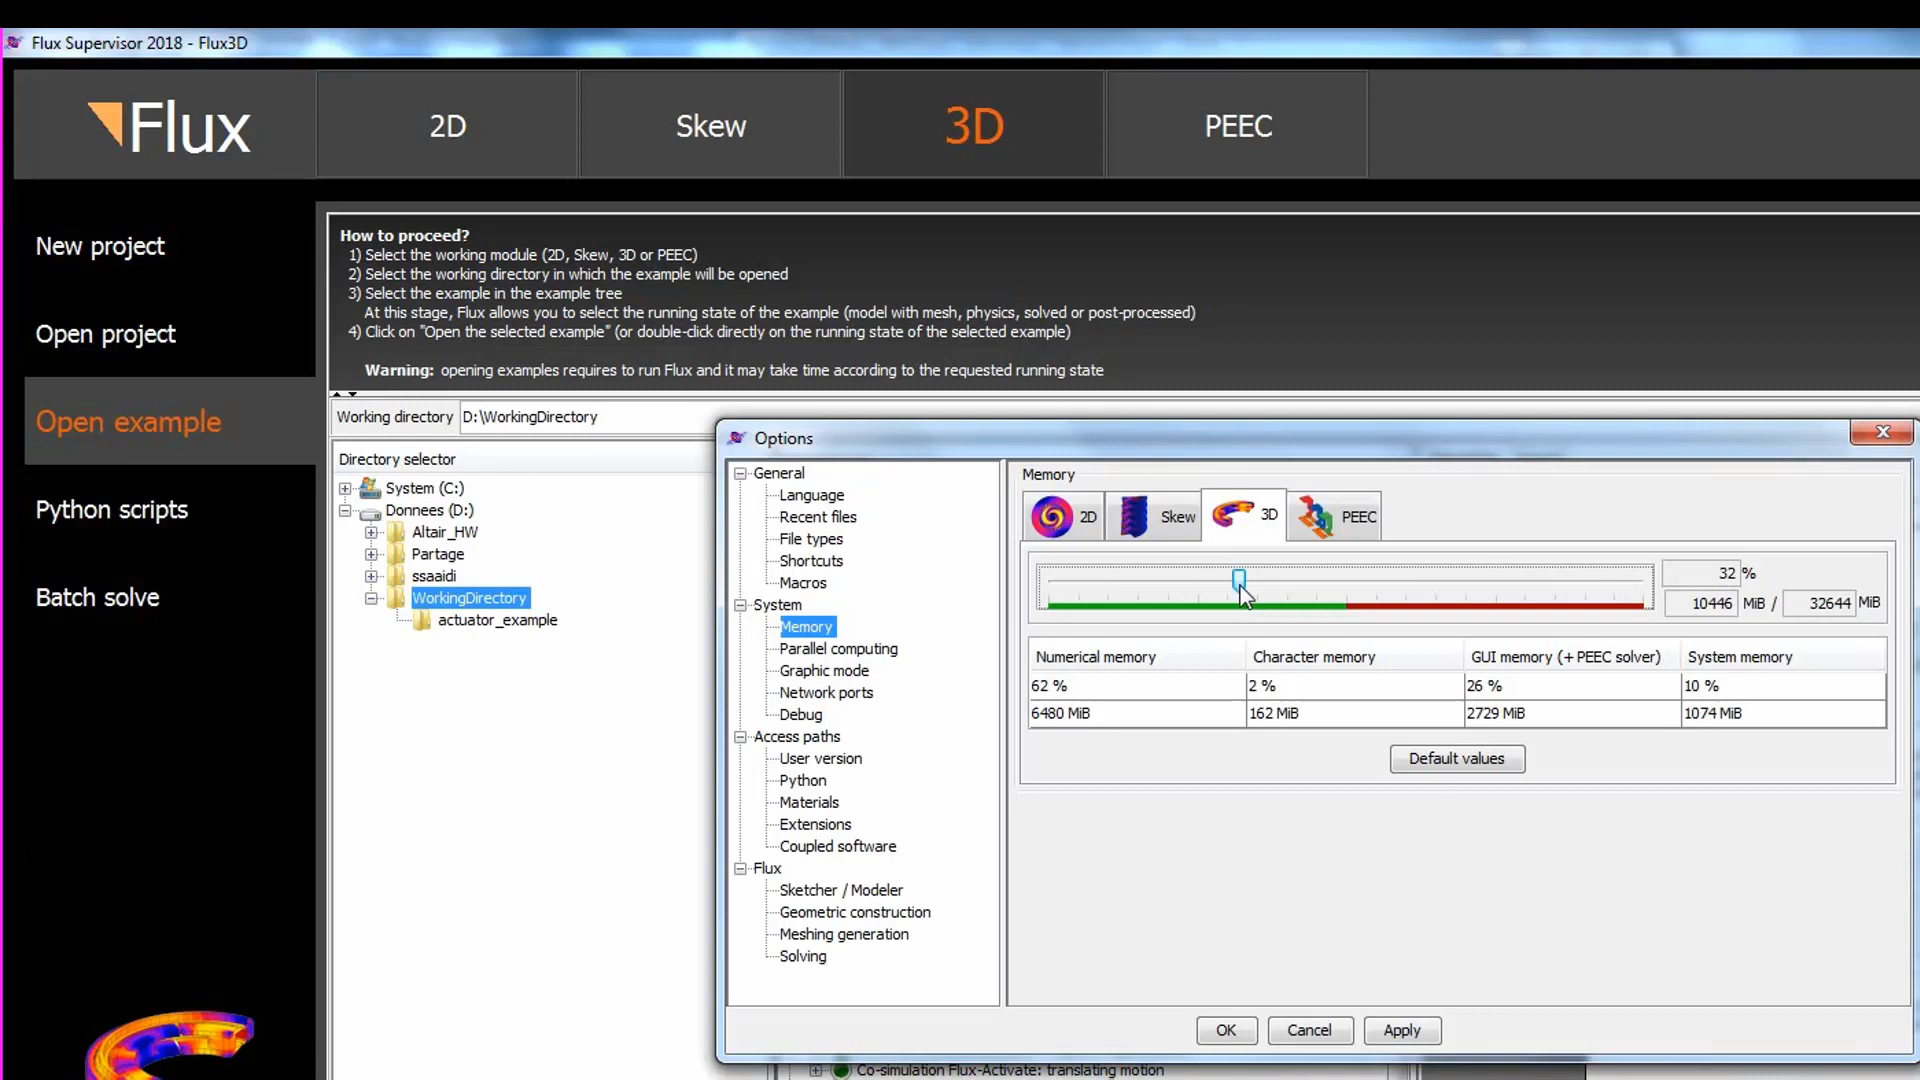 Flux Supervisor 2018 - Flux3D
Flux
2D
Skew
3D
PEEC
New project
Open project
Open example
Python scripts
Batch solve
How to proceed?
1) Select the working module (2D, Skew, 3D or PEEC)
2) Select the working directory in which the example will be opened
3) Select the example in the example tree
At this stage, Flux allows you to select the running state of the example (model with mesh, physics, solved or post-processed)
4) Click on "Open the selected example" (or double-click directly on the running state of the selected example)
Warning: opening examples requires to run Flux and it may take time according to the requested running state
Working directory D:\WorkingDirectory
Directory selector
System (C:)
Donnees (D:)
Altair_HW
Partage
ssaaidi
WorkingDirectory
actuator_example
Options
General
Language
Recent files
File types
Shortcuts
Macros
System
Memory
Parallel computing
Graphic mode
Network ports
Debug
Access paths
User version
Python
Materials
Extensions
Coupled software
Flux
Sketcher / Modeler
Geometric construction
Meshing generation
Solving
Memory
2D
Skew
3D
PEEC
32 %
10446 MiB / 32644 MiB
Numerical memory Character memory GUI memory (+ PEEC solver) System memory
62 % 2 % 26 % 10 %
6480 MiB 162 MiB 2729 MiB 1074 MiB
Default values
OK Cancel Apply
Co-simulation Flux-Activate: translating motion